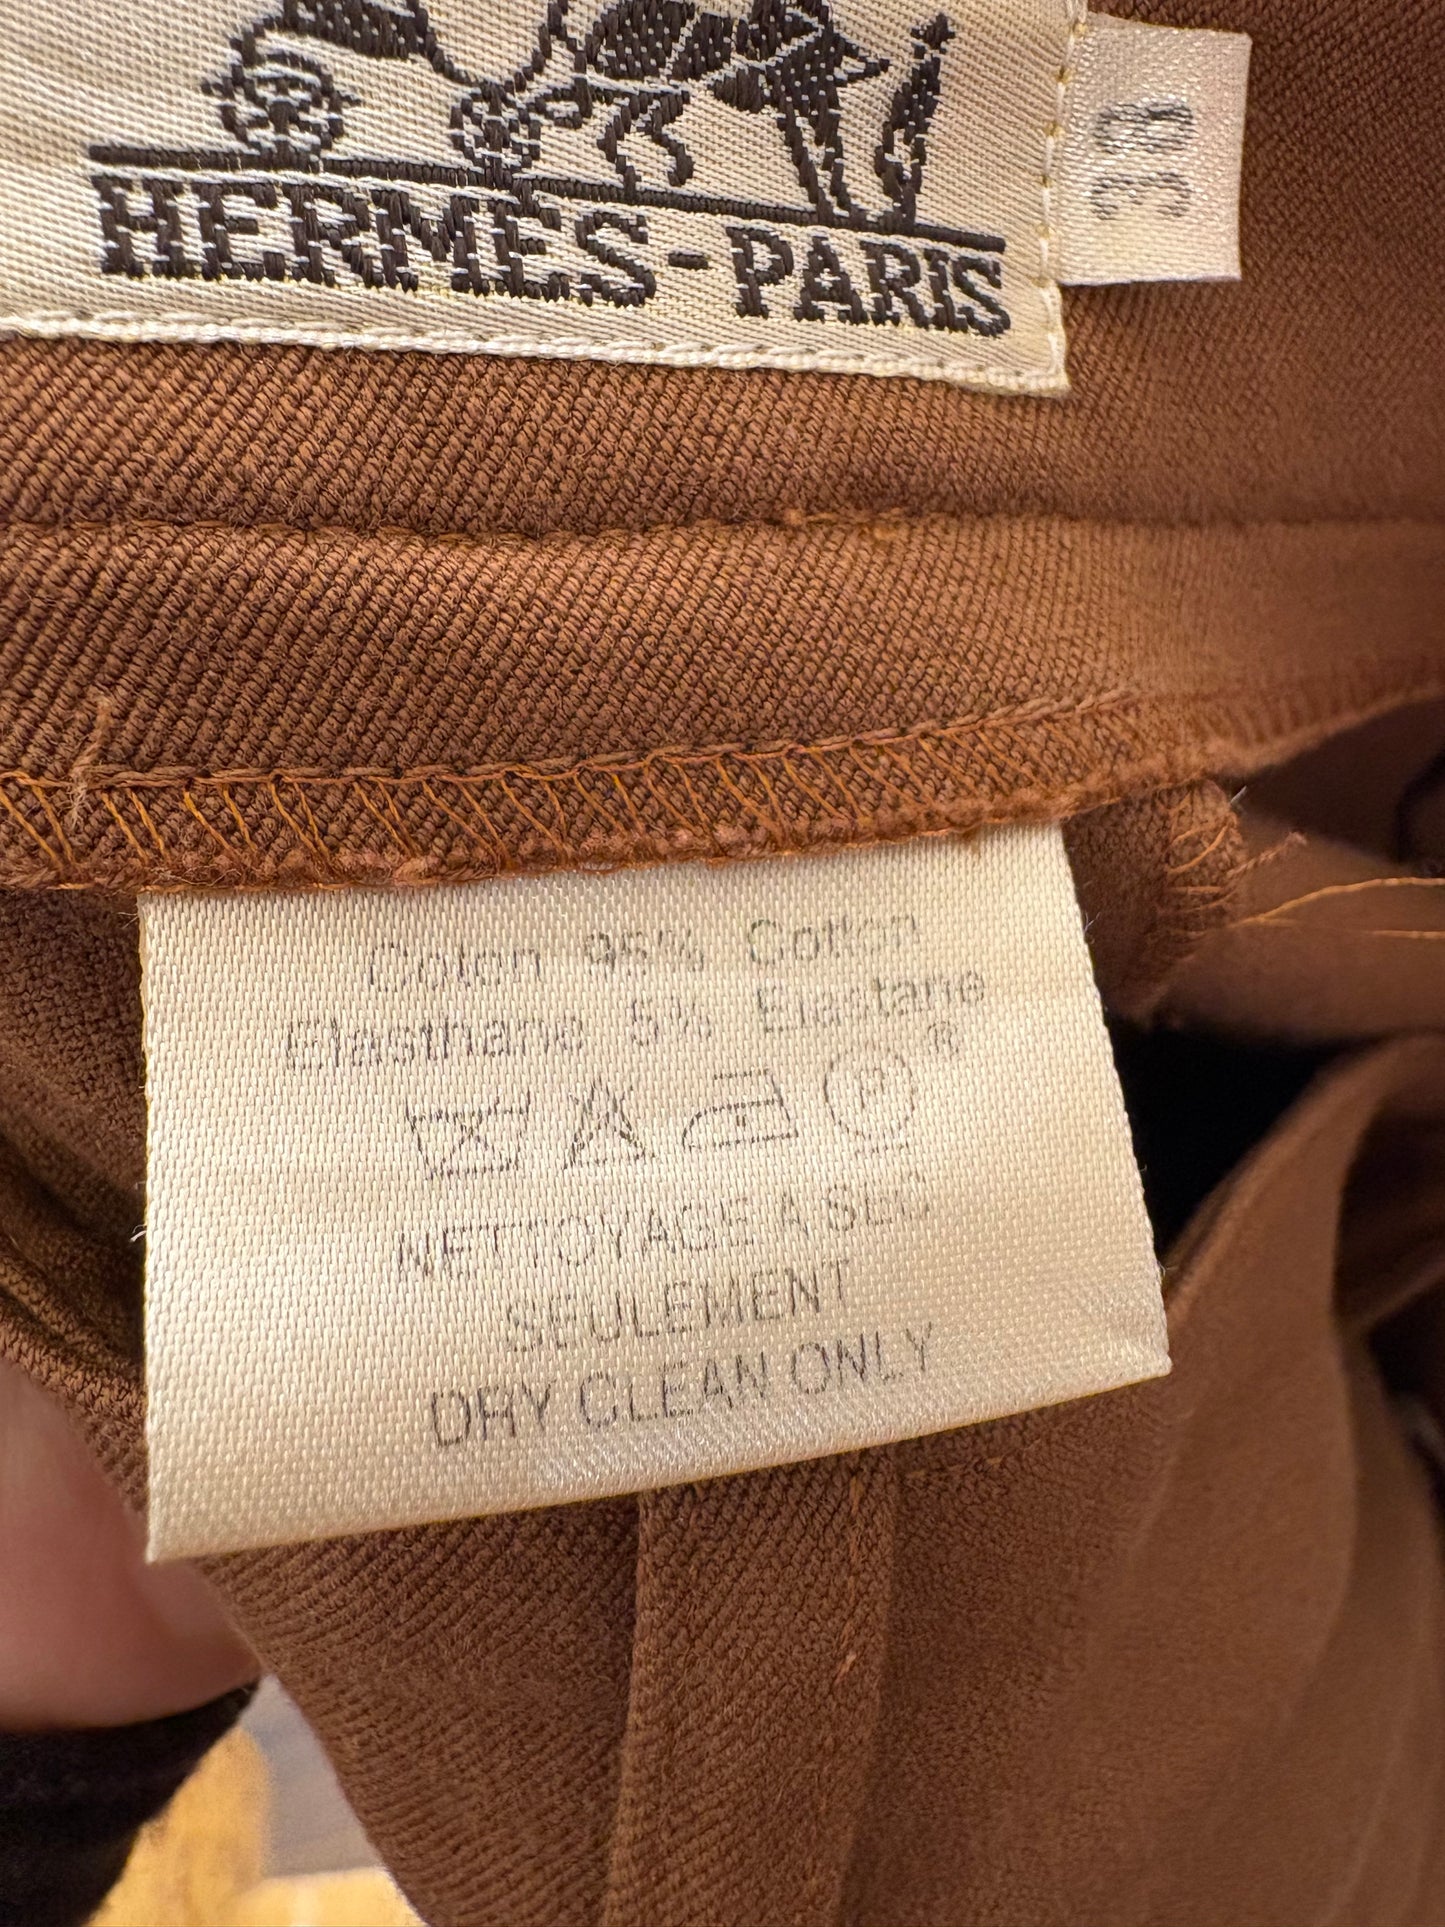 HERMES-PARIS
38
Coton 95% Cotton
Elasthane 5% Elastane
P ®
NETTOYAGE A SEC
SEULEMENT
DRY CLEAN ONLY